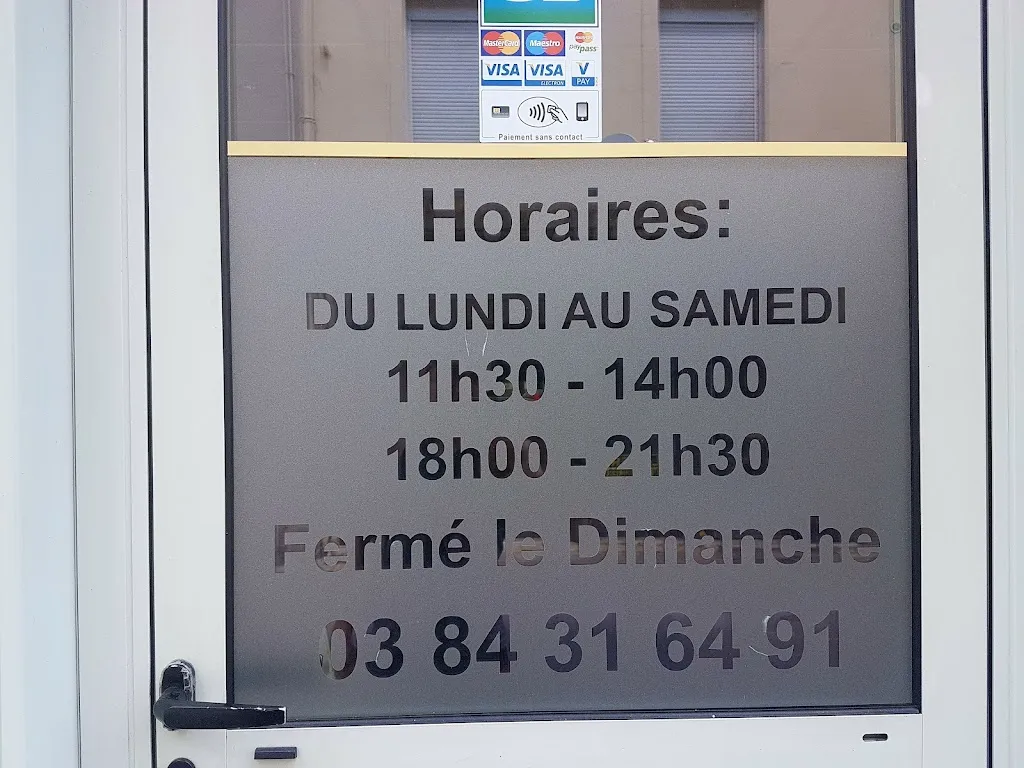 MasterCard Maestro paypass
VISA VISA V
ELECTRON PAY
Paiement sans contact
Horaires:
DU LUNDI AU SAMEDI
11h30 - 14h00
18h00 - 21h30
Fermé le Dimanche
03 84 31 64 91